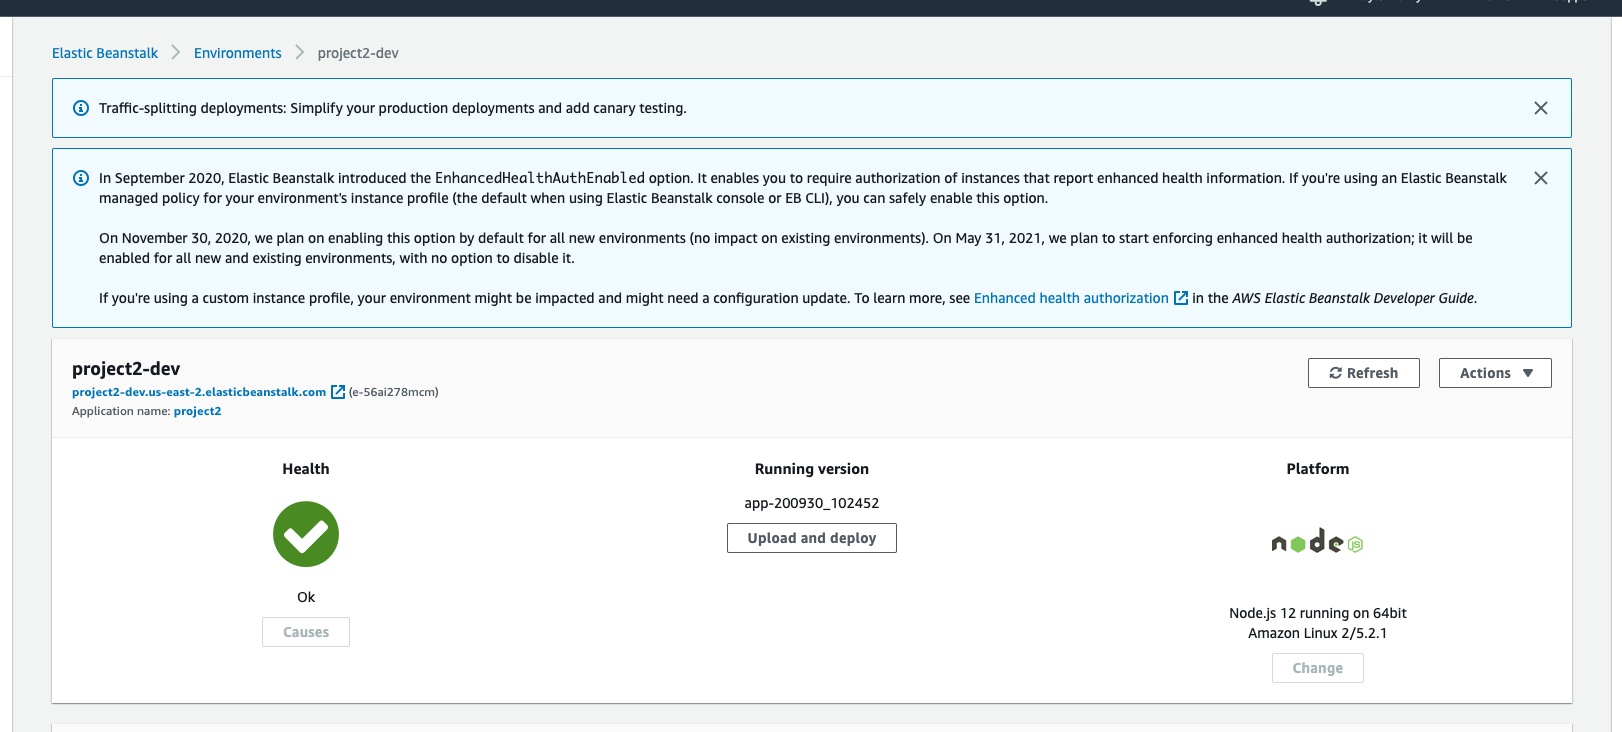 Elastic Beanstalk > Environments > project2-dev
Traffic-splitting deployments: Simplify your production deployments and add canary testing.
In September 2020, Elastic Beanstalk introduced the EnhancedHealthAuthEnabled option. It enables you to require authorization of instances that report enhanced health information. If you're using an Elastic Beanstalk
managed policy for your environment's instance profile (the default when using Elastic Beanstalk console or EB CLI), you can safely enable this option.
On November 30, 2020, we plan on enabling this option by default for all new environments (no impact on existing environments). On May 31, 2021, we plan to start enforcing enhanced health authorization; it will be
enabled for all new and existing environments, with no option to disable it.
If you're using a custom instance profile, your environment might be impacted and might need a configuration update. To learn more, see Enhanced health authorization in the AWS Elastic Beanstalk Developer Guide.
project2-dev
Refresh
Actions
project2-dev.us-east-2.elasticbeanstalk.com (e-56ai278mcm)
Application name: project2
Health
Running version
Platform
app-200930_102452
Upload and deploy
node JS
Ok
Causes
Node.js 12 running on 64bit
Amazon Linux 2/5.2.1
Change